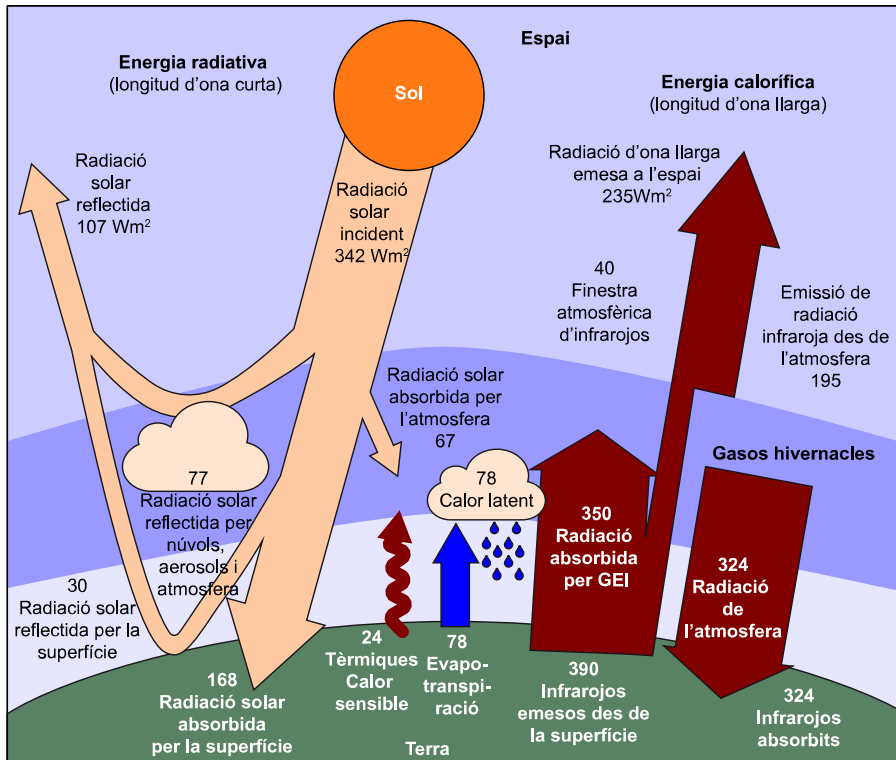 Espai
Energia radiativa
(longitud d’ona curta)
Sol
Energia calorífica
(longitud d’ona llarga)
Radiació
solar
reflectida
107 Wm²
Radiació
solar
incident
342 Wm²
Radiació d’ona llarga
emesa a l’espai
235Wm²
40
Finestra
atmosfèrica
d’infrarojos
Emissió de
radiació
infraroja des de
l’atmosfera
195
Radiació solar
absorbida per
l’atmosfera
67
Gasos hivernacles
77
Radiació solar
reflectida per
núvols,
aerosols i
atmosfera
78
Calor latent
350
Radiació
absorbida
per GEI
324
Radiació
de
l’atmosfera
30
Radiació solar
reflectida per la
superfície
168
Radiació solar
absorbida
per la superfície
24
Tèrmiques
Calor
sensible
78
Evapo-
transpi-
ració
390
Infrarojos
emesos des de
la superfície
324
Infrarojos
absorbits
Terra